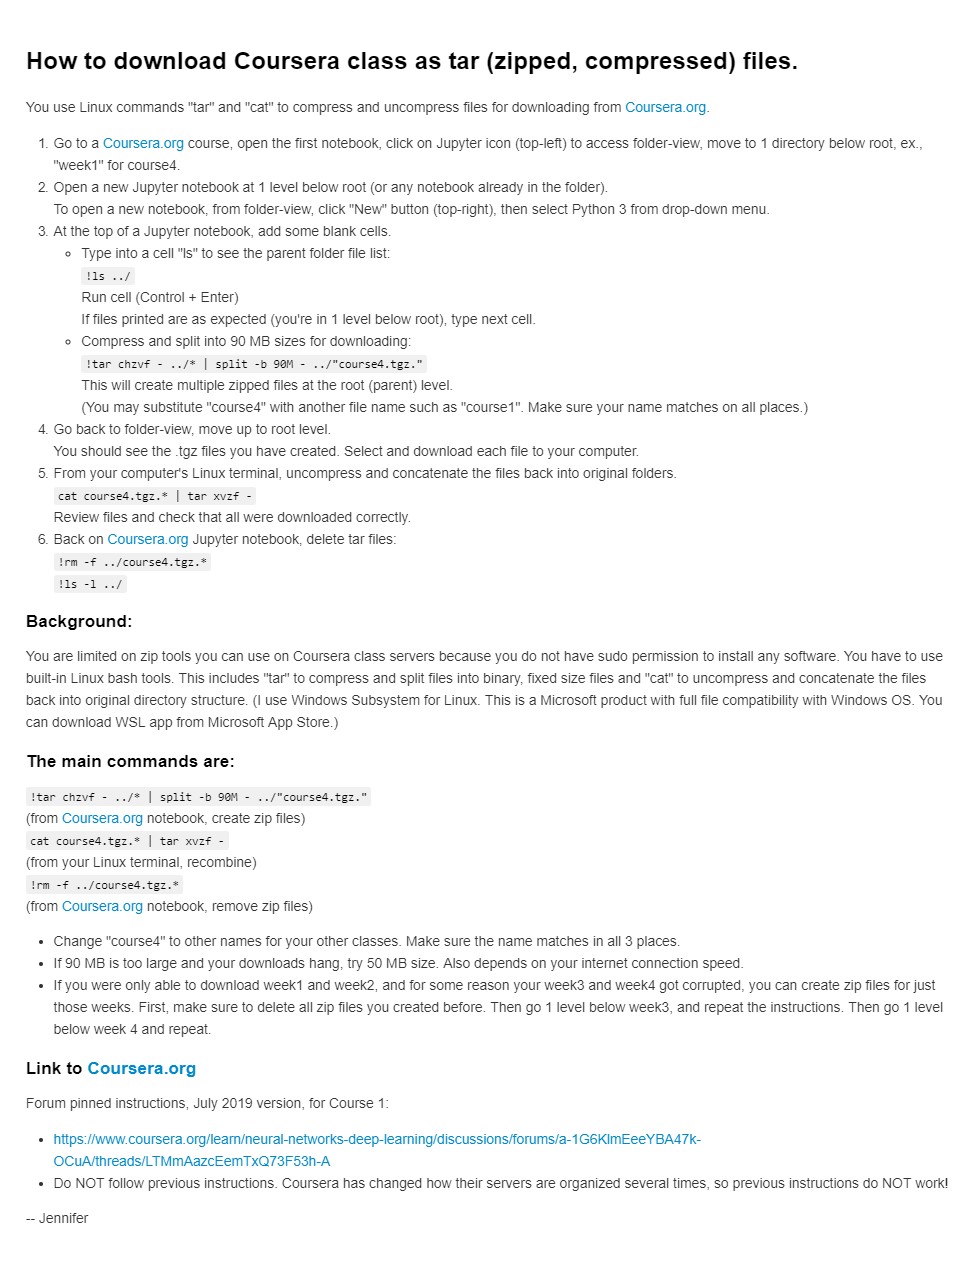 How to download Coursera class as tar (zipped, compressed) files.
You use Linux commands "tar" and "cat" to compress and uncompress files for downloading from Coursera.org.
1. Go to a Coursera.org course, open the first notebook, click on Jupyter icon (top-left) to access folder-view, move to 1 directory below root, ex.,
"week1" for course4.
2. Open a new Jupyter notebook at 1 level below root (or any notebook already in the folder).
To open a new notebook, from folder-view, click "New" button (top-right), then select Python 3 from drop-down menu.
3. At the top of a Jupyter notebook, add some blank cells.
◦ Type into a cell "ls" to see the parent folder file list:
!ls ../
Run cell (Control + Enter)
If files printed are as expected (you're in 1 level below root), type next cell.
◦ Compress and split into 90 MB sizes for downloading:
!tar chzvf - ../* | split -b 90M - ../"course4.tgz."
This will create multiple zipped files at the root (parent) level.
(You may substitute "course4" with another file name such as "course1". Make sure your name matches on all places.)
4. Go back to folder-view, move up to root level.
You should see the .tgz files you have created. Select and download each file to your computer.
5. From your computer's Linux terminal, uncompress and concatenate the files back into original folders.
cat course4.tgz.* | tar xvzf -
Review files and check that all were downloaded correctly.
6. Back on Coursera.org Jupyter notebook, delete tar files:
!rm -f ../course4.tgz.*
!ls -l ../
Background:
You are limited on zip tools you can use on Coursera class servers because you do not have sudo permission to install any software. You have to use
built-in Linux bash tools. This includes "tar" to compress and split files into binary, fixed size files and "cat" to uncompress and concatenate the files
back into original directory structure. (I use Windows Subsystem for Linux. This is a Microsoft product with full file compatibility with Windows OS. You
can download WSL app from Microsoft App Store.)
The main commands are:
!tar chzvf - ../* | split -b 90M - ../"course4.tgz."
(from Coursera.org notebook, create zip files)
cat course4.tgz.* | tar xvzf -
(from your Linux terminal, recombine)
!rm -f ../course4.tgz.*
(from Coursera.org notebook, remove zip files)
• Change "course4" to other names for your other classes. Make sure the name matches in all 3 places.
• If 90 MB is too large and your downloads hang, try 50 MB size. Also depends on your internet connection speed.
• If you were only able to download week1 and week2, and for some reason your week3 and week4 got corrupted, you can create zip files for just
those weeks. First, make sure to delete all zip files you created before. Then go 1 level below week3, and repeat the instructions. Then go 1 level
below week 4 and repeat.
Link to Coursera.org
Forum pinned instructions, July 2019 version, for Course 1:
• https://www.coursera.org/learn/neural-networks-deep-learning/discussions/forums/a-1G6KlmEeeYBA47k-
OCuA/threads/LTMmAazcEemTxQ73F53h-A
• Do NOT follow previous instructions. Coursera has changed how their servers are organized several times, so previous instructions do NOT work!
-- Jennifer